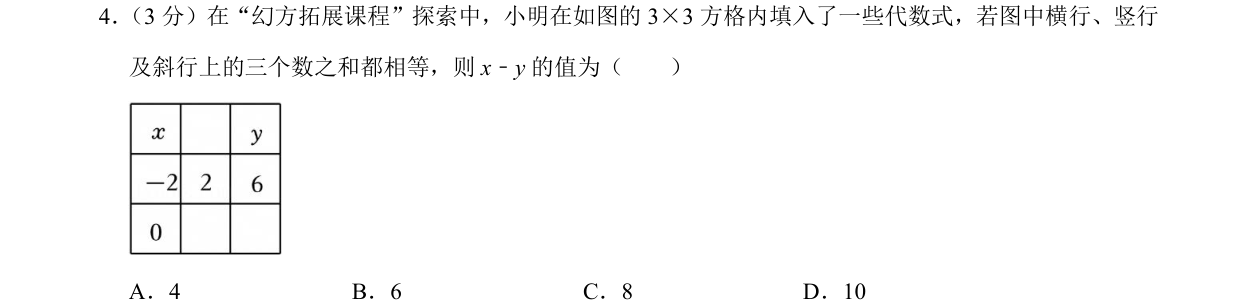 4.（3 分）在“幻方拓展课程”探索中，小明在如图的 3×3 方格内填入了一些代数式，若图中横行、竖行
及斜行上的三个数之和都相等，则 x﹣y 的值为（　　）
x y
−2 2 6
0
A．4 B．6 C．8 D．10